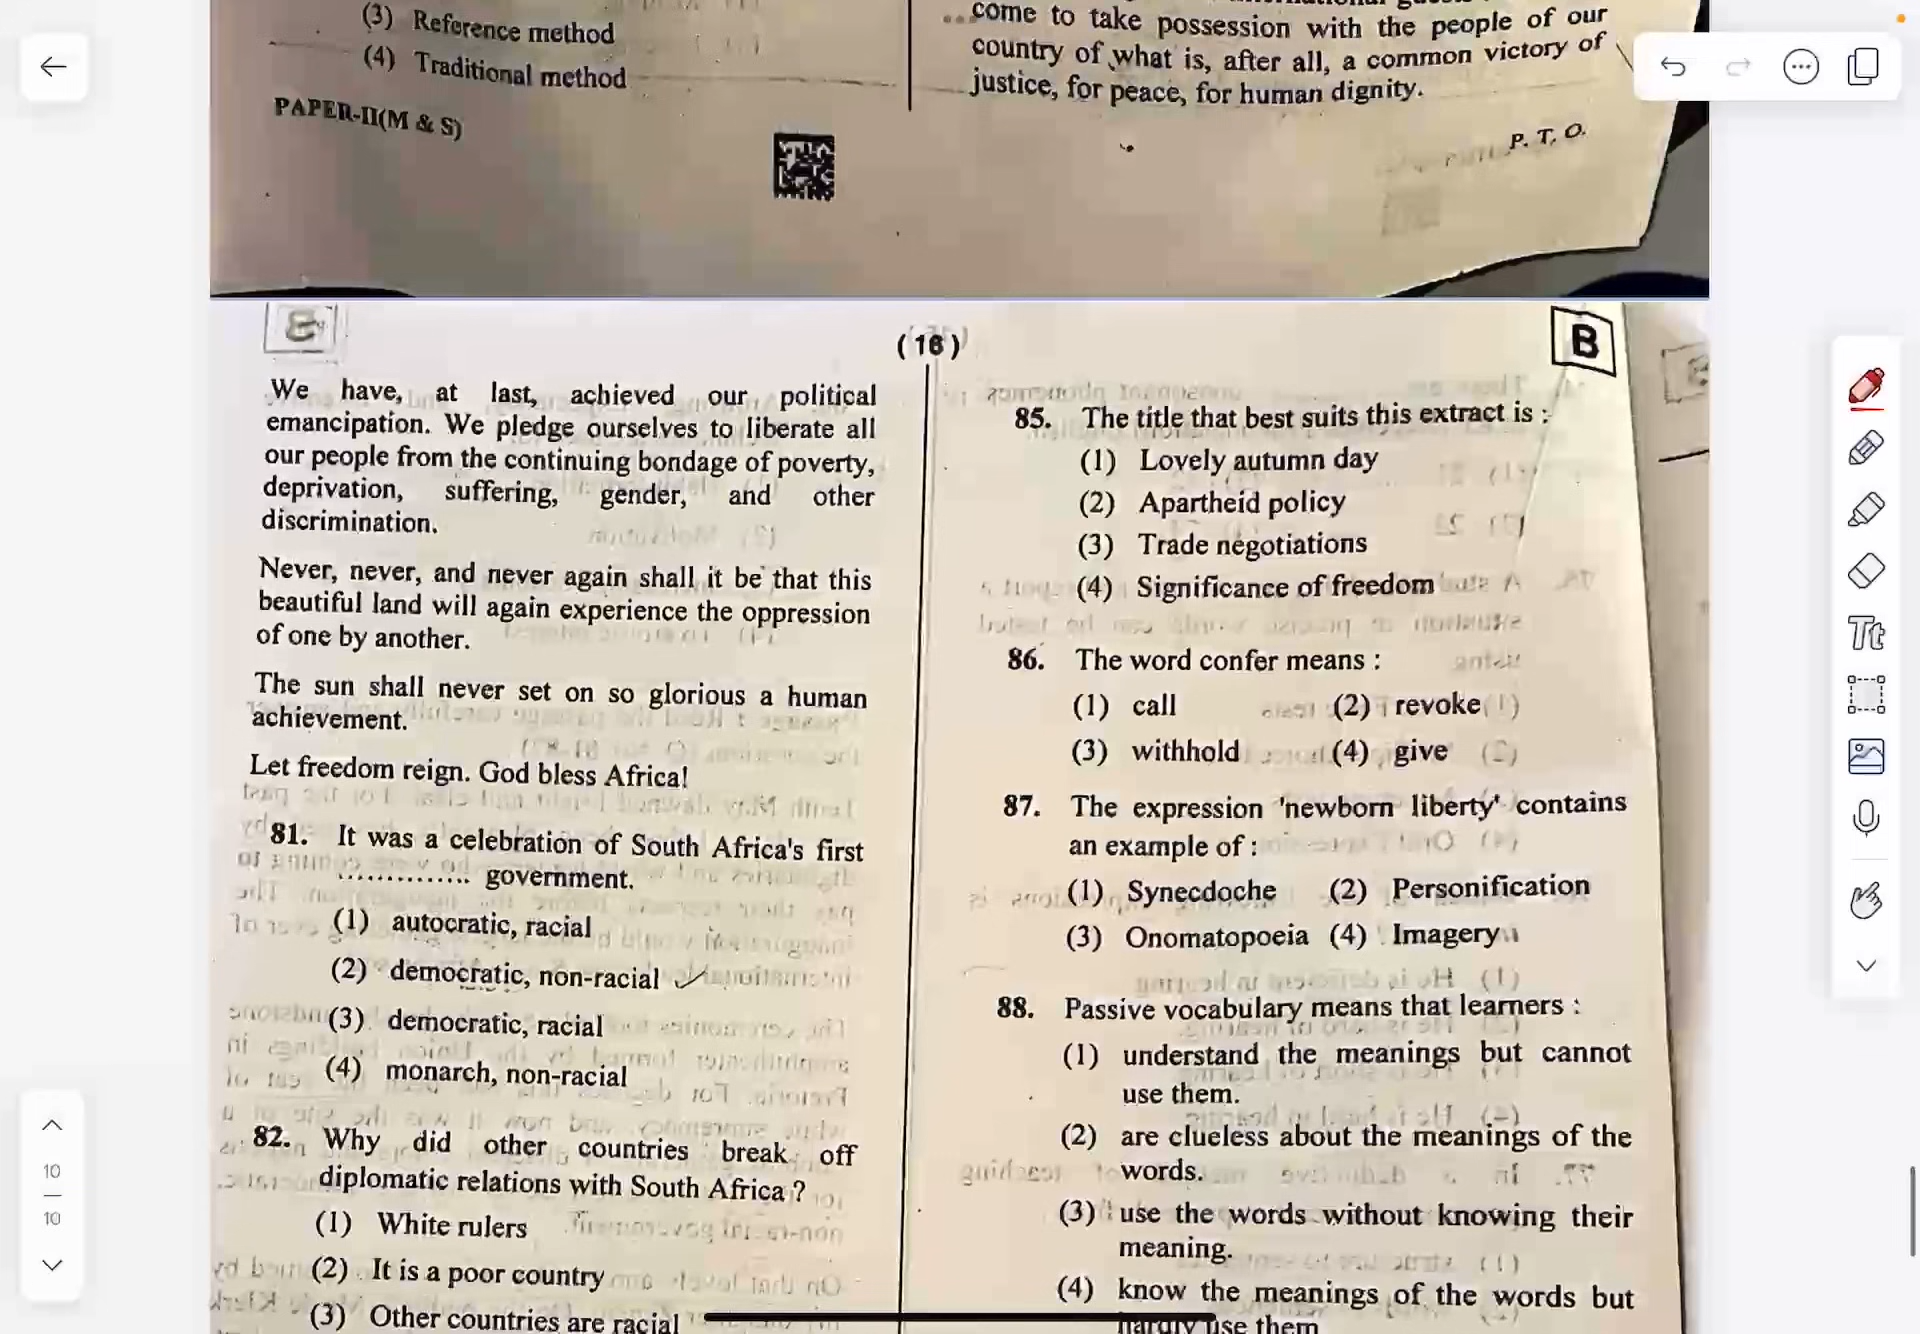 (3) Reference method
(4) Traditional method
PAPER-II(M & S)
come to take possession with the people of our
country of what is, after all, a common victory of
justice, for peace, for human dignity.
P. T. O.
(16)
B
We have, at last, achieved our political
emancipation. We pledge ourselves to liberate all
our people from the continuing bondage of poverty,
deprivation, suffering, gender, and other
discrimination.
Never, never, and never again shall it be that this
beautiful land will again experience the oppression
of one by another.
The sun shall never set on so glorious a human
achievement.
Let freedom reign. God bless Africa!
81. It was a celebration of South Africa's first
.............. government.
(1) autocratic, racial
(2) democratic, non-racial
(3) democratic, racial
(4) monarch, non-racial
82. Why did other countries break off
diplomatic relations with South Africa ?
(1) White rulers
(2) It is a poor country
(3) Other countries are racial
85. The title that best suits this extract is :
(1) Lovely autumn day
(2) Apartheid policy
(3) Trade negotiations
(4) Significance of freedom
86. The word confer means :
(1) call (2) revoke
(3) withhold (4) give
87. The expression 'newborn liberty' contains
an example of :
(1) Synecdoche (2) Personification
(3) Onomatopoeia (4) Imagery
88. Passive vocabulary means that learners :
(1) understand the meanings but cannot
use them.
(2) are clueless about the meanings of the
words.
(3) use the words without knowing their
meaning.
(4) know the meanings of the words but
hardly use them
Tt
10
10